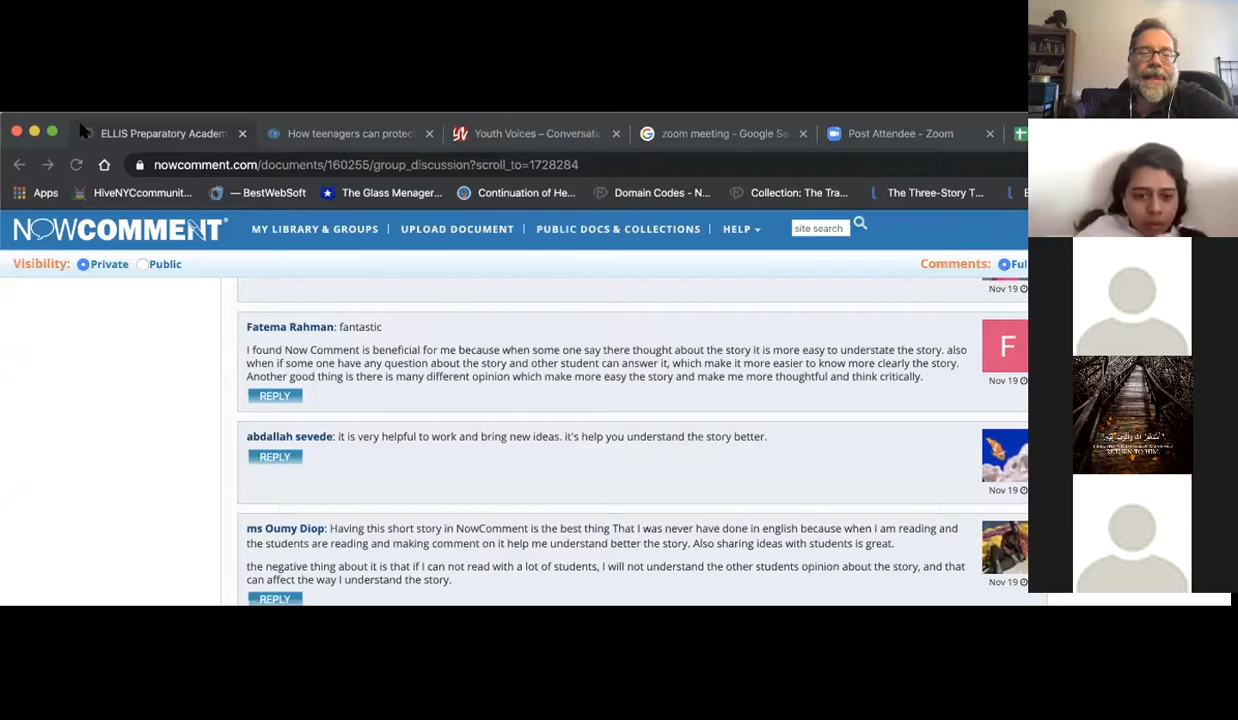 ELLIS Preparatory Academ
How teenagers can protec
Youth Voices – Conversati
zoom meeting - Google Se
Post Attendee - Zoom
nowcomment.com/documents/160255/group_discussion?scroll_to=1728284
Apps
HiveNYCcommunit...
— BestWebSoft
The Glass Menager...
Continuation of He...
Domain Codes - N...
Collection: The Tra...
The Three-Story T...
NOWCOMMENT®
MY LIBRARY & GROUPS
UPLOAD DOCUMENT
PUBLIC DOCS & COLLECTIONS
HELP
site search
Visibility: Private Public
Comments: Ful
Nov 19
Fatema Rahman: fantastic
I found Now Comment is beneficial for me because when some one say there thought about the story it is more easy to understate the story. also
when if some one have any question about the story and other student can answer it, which make it more easier to know more clearly the story.
Another good thing is there is many different opinion which make more easy the story and make me more thoughtful and think critically.
F
Nov 19
REPLY
abdallah sevede: it is very helpful to work and bring new ideas. it's help you understand the story better.
REPLY
Nov 19
ms Oumy Diop: Having this short story in NowComment is the best thing That I was never have done in english because when I am reading and
the students are reading and making comment on it help me understand better the story. Also sharing ideas with students is great.
the negative thing about it is that if I can not read with a lot of students, I will not understand the other students opinion about the story, and that
can affect the way I understand the story.
Nov 19
REPLY
RETURN TO HIM.